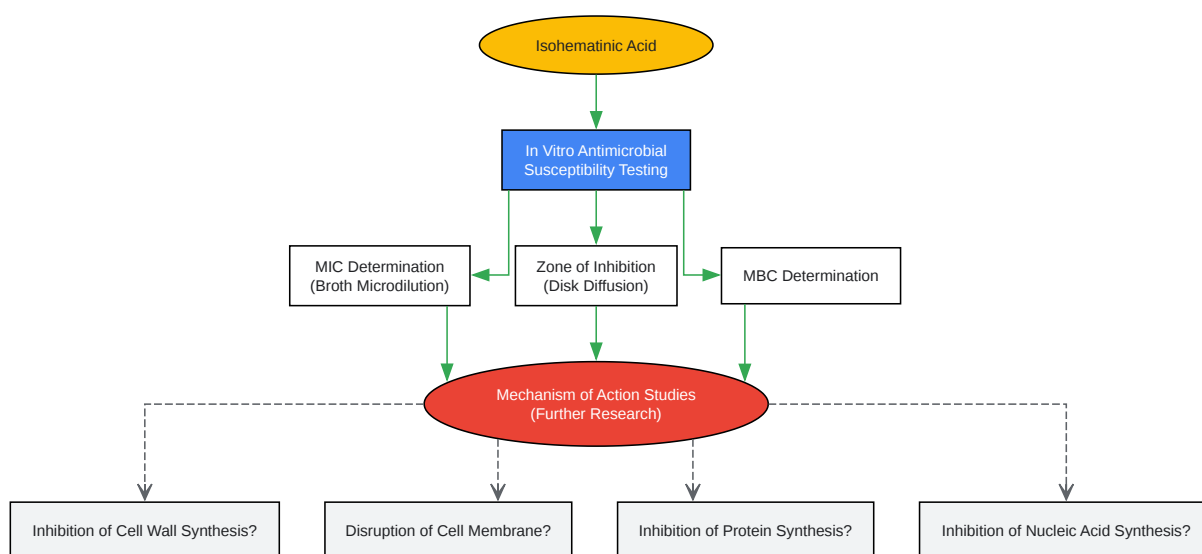 Isohematinic Acid
In Vitro Antimicrobial
Susceptibility Testing
MIC Determination
(Broth Microdilution)
Zone of Inhibition
(Disk Diffusion)
MBC Determination
Mechanism of Action Studies
(Further Research)
Inhibition of Cell Wall Synthesis?
Disruption of Cell Membrane?
Inhibition of Protein Synthesis?
Inhibition of Nucleic Acid Synthesis?